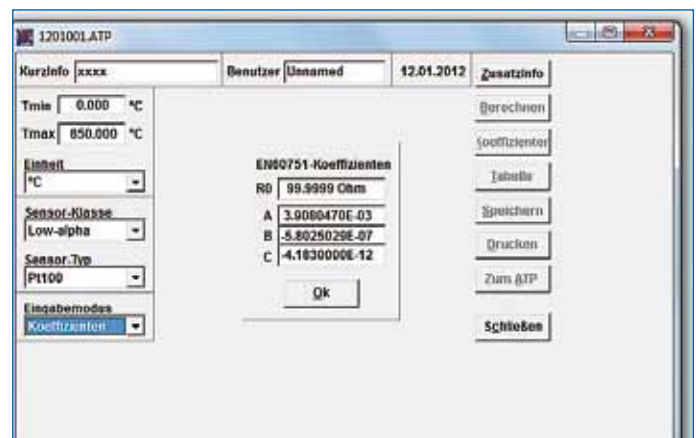 1201001.ATP
Kurzinfo xxxx Benutzer Unnamed 12.01.2012 Zusatzinfo
Tmin 0.000 °C Berechnen
Tmax 850.000 °C Koeffizienten
Einheit EN60751-Koeffizienten
°C R0 99.9999 Ohm Tabelle
Sensor-Klasse A 3.9080470E-03 Speichern
Low-alpha B -5.8025029E-07
Sensor-Typ C -4.1830000E-12 Drucken
Pt100 Ok Zum ATP
Eingabemodus
Koeffizienten Schließen